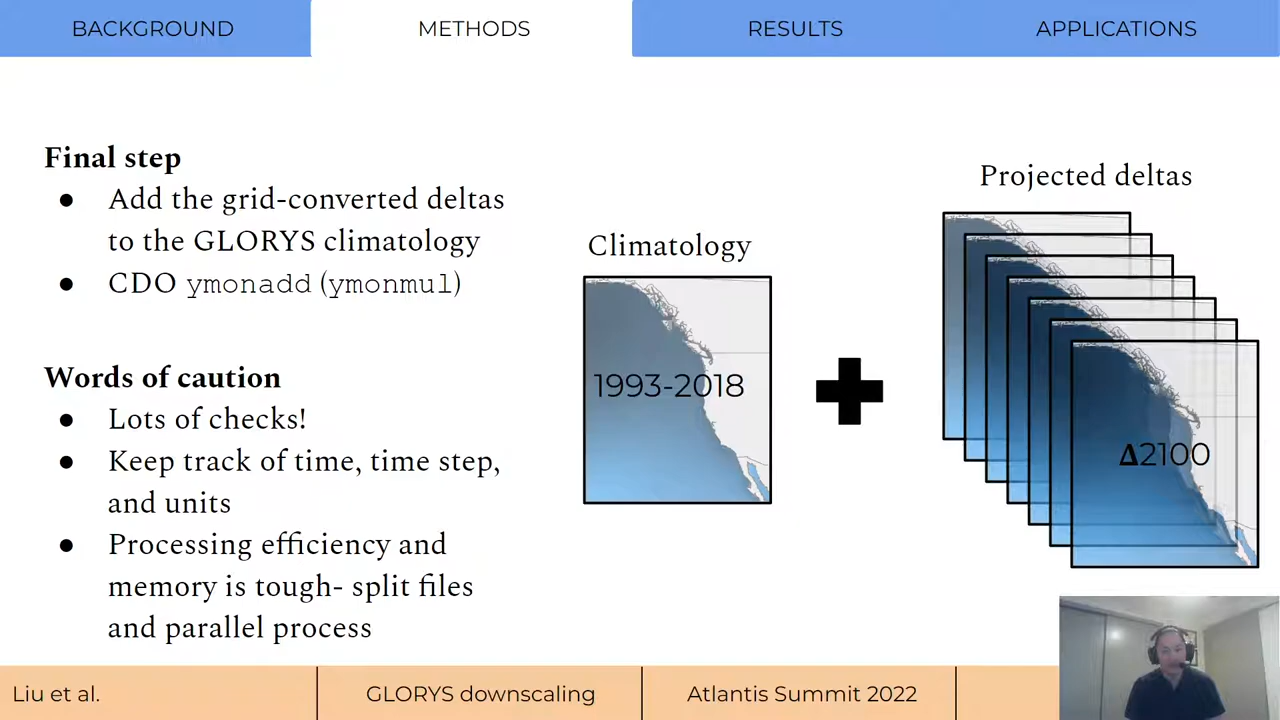 BACKGROUND
METHODS
RESULTS
APPLICATIONS
Final step
● Add the grid-converted deltas
to the GLORYS climatology
● CDO ymonadd (ymonmul)
Words of caution
● Lots of checks!
● Keep track of time, time step,
and units
● Processing efficiency and
memory is tough- split files
and parallel process
Climatology
1993-2018
Projected deltas
Δ2100
Liu et al.
GLORYS downscaling
Atlantis Summit 2022